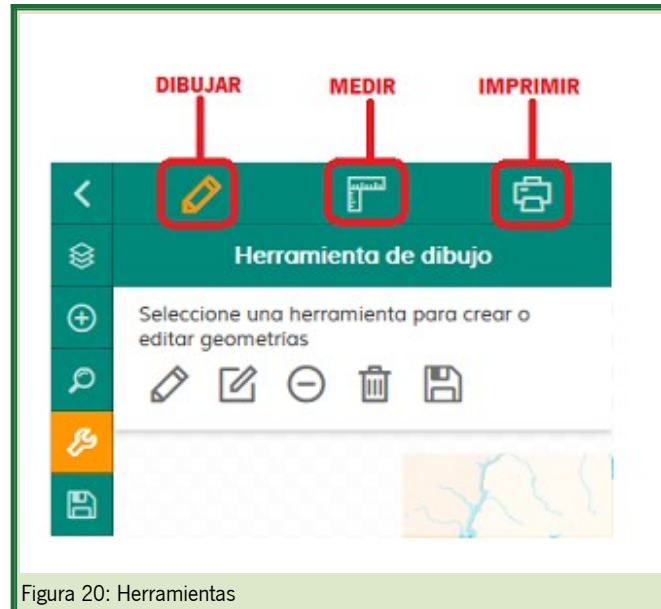 DIBUJAR MEDIR IMPRIMIR
Herramienta de dibujo
Seleccione una herramienta para crear o
editar geometrías
Figura 20: Herramientas